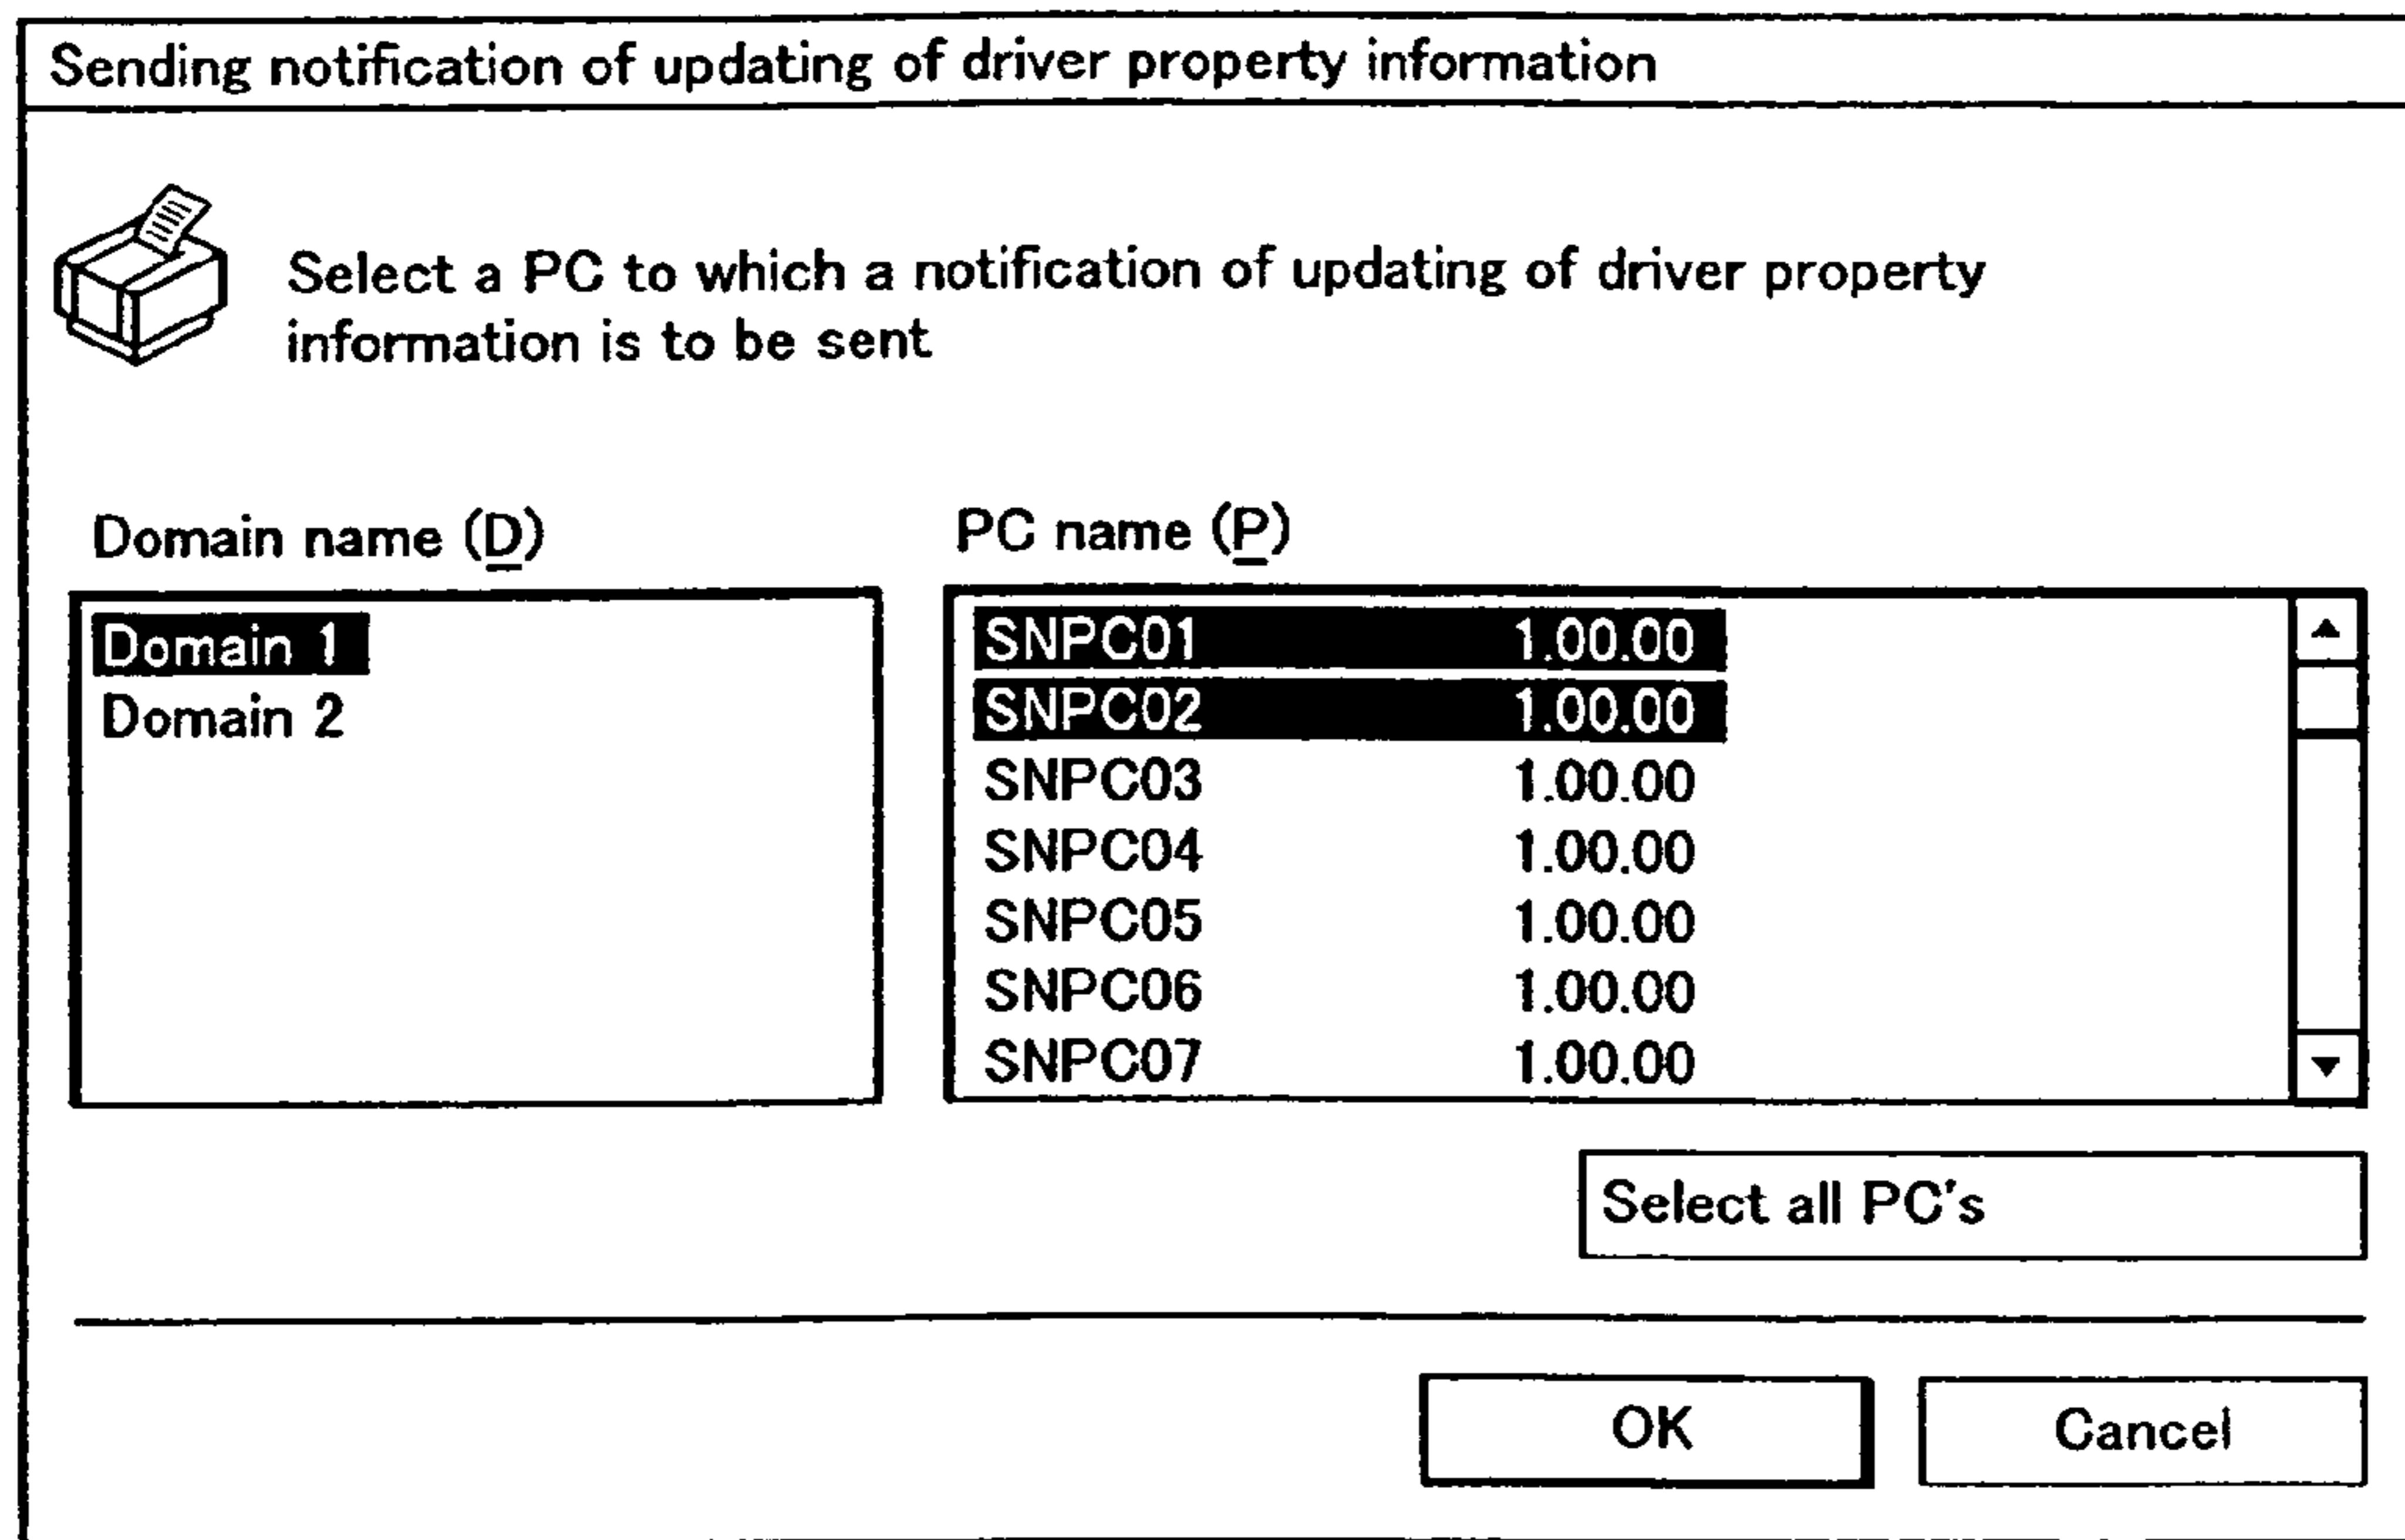 Sending notification of updating of driver property information
Select a PC to which a notification of updating of driver property
information is to be sent
Domain name (D)
Domain 1
Domain 2
PC name (P)
SNPC01 1.00.00
SNPC02 1.00.00
SNPC03 1.00.00
SNPC04 1.00.00
SNPC05 1.00.00
SNPC06 1.00.00
SNPC07 1.00.00
Select all PC's
OK
Cancel